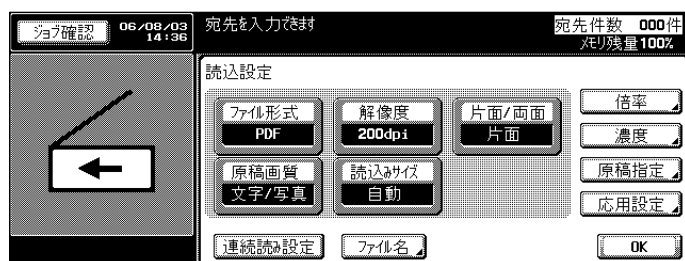 ジョブ確認
06/08/03
14:36
宛先を入力できます
宛先件数 000件
メモリ残量100%
読込設定
ファイル形式
PDF
解像度
200dpi
片面/両面
片面
倍率
濃度
原稿画質
文字/写真
読込みサイズ
自動
原稿指定
応用設定
連続読み設定
ファイル名
OK